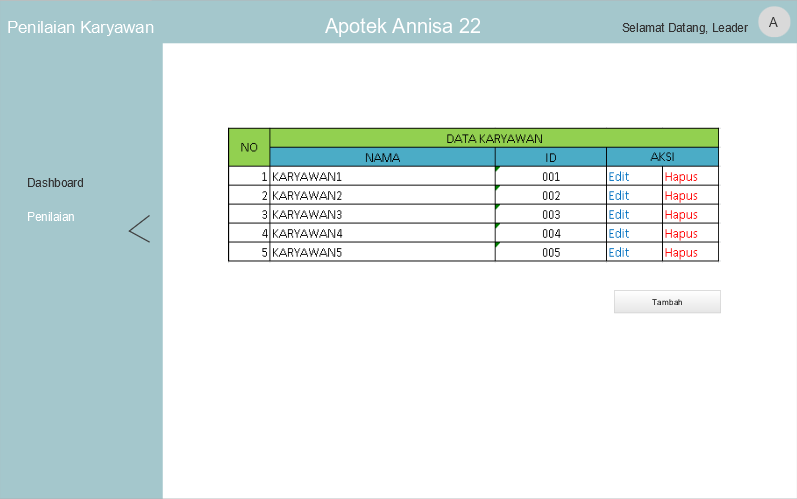 Penilaian Karyawan
Apotek Annisa 22
Selamat Datang, Leader
A
Dashboard
Penilaian
NO DATA KARYAWAN
NAMA ID AKSI
1 KARYAWAN1 001 Edit Hapus
2 KARYAWAN2 002 Edit Hapus
3 KARYAWAN3 003 Edit Hapus
4 KARYAWAN4 004 Edit Hapus
5 KARYAWAN5 005 Edit Hapus
Tambah